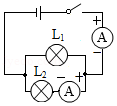 +
A
−
L₁
L₂
− A +